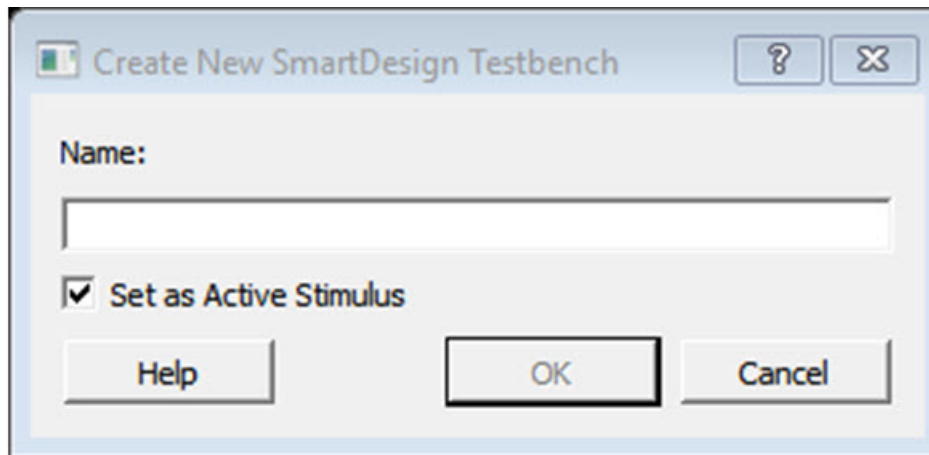 Create New SmartDesign Testbench
Name:
Set as Active Stimulus
Help OK Cancel